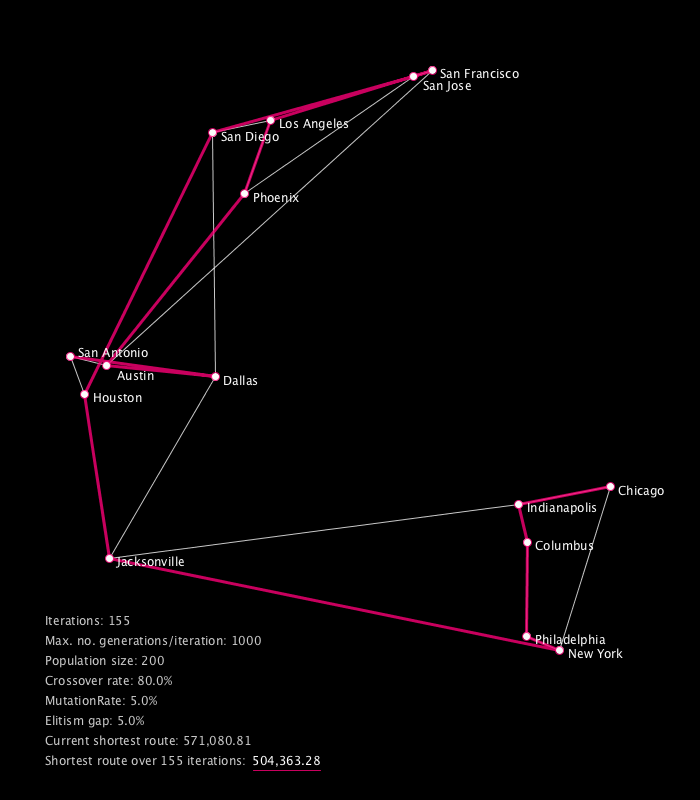 San Francisco
San Jose
Los Angeles
San Diego
Phoenix
San Antonio
Austin
Dallas
Houston
Chicago
Indianapolis
Columbus
Jacksonville
Philadelphia
New York
Iterations: 155
Max. no. generations/iteration: 1000
Population size: 200
Crossover rate: 80.0%
MutationRate: 5.0%
Elitism gap: 5.0%
Current shortest route: 571,080.81
Shortest route over 155 iterations: 504,363.28